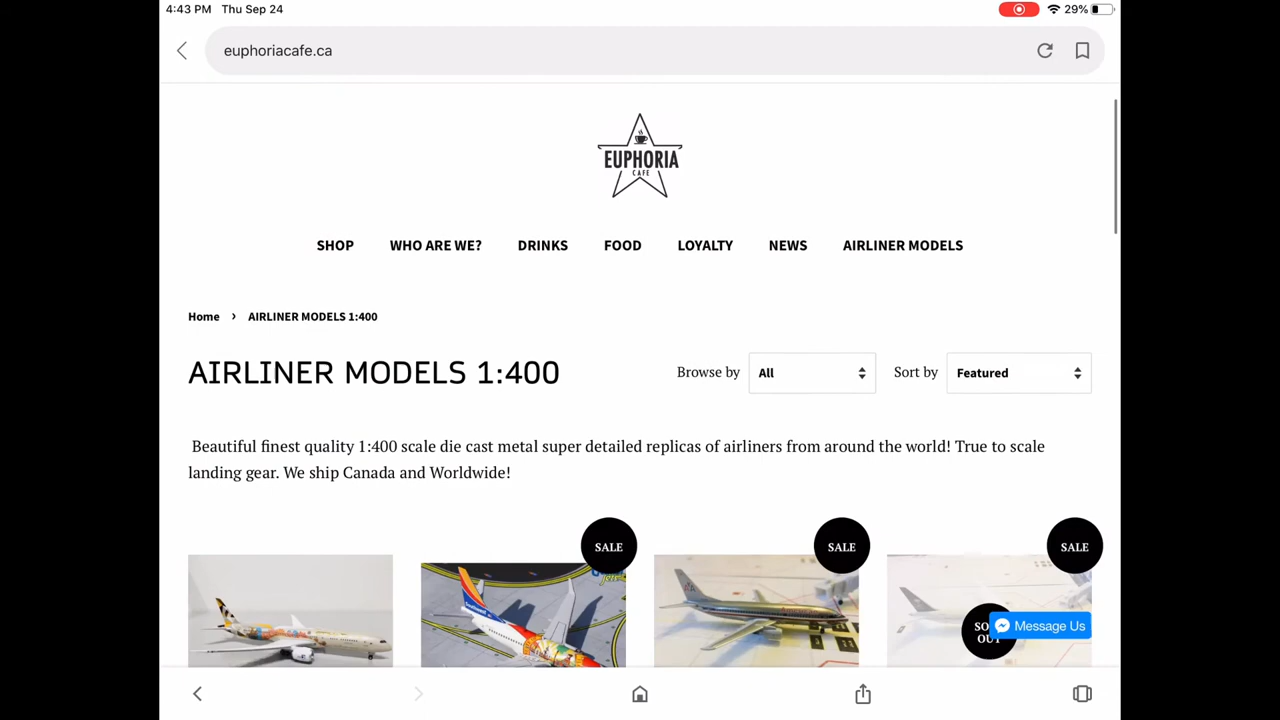 4:43 PM Thu Sep 24
29%
euphoriacafe.ca
EUPHORIA
CAFE
SHOP WHO ARE WE? DRINKS FOOD LOYALTY NEWS AIRLINER MODELS
Home › AIRLINER MODELS 1:400
AIRLINER MODELS 1:400
Browse by All Sort by Featured
Beautiful finest quality 1:400 scale die cast metal super detailed replicas of airliners from around the world! True to scale
landing gear. We ship Canada and Worldwide!
SALE SALE SALE
Southwest
Message Us